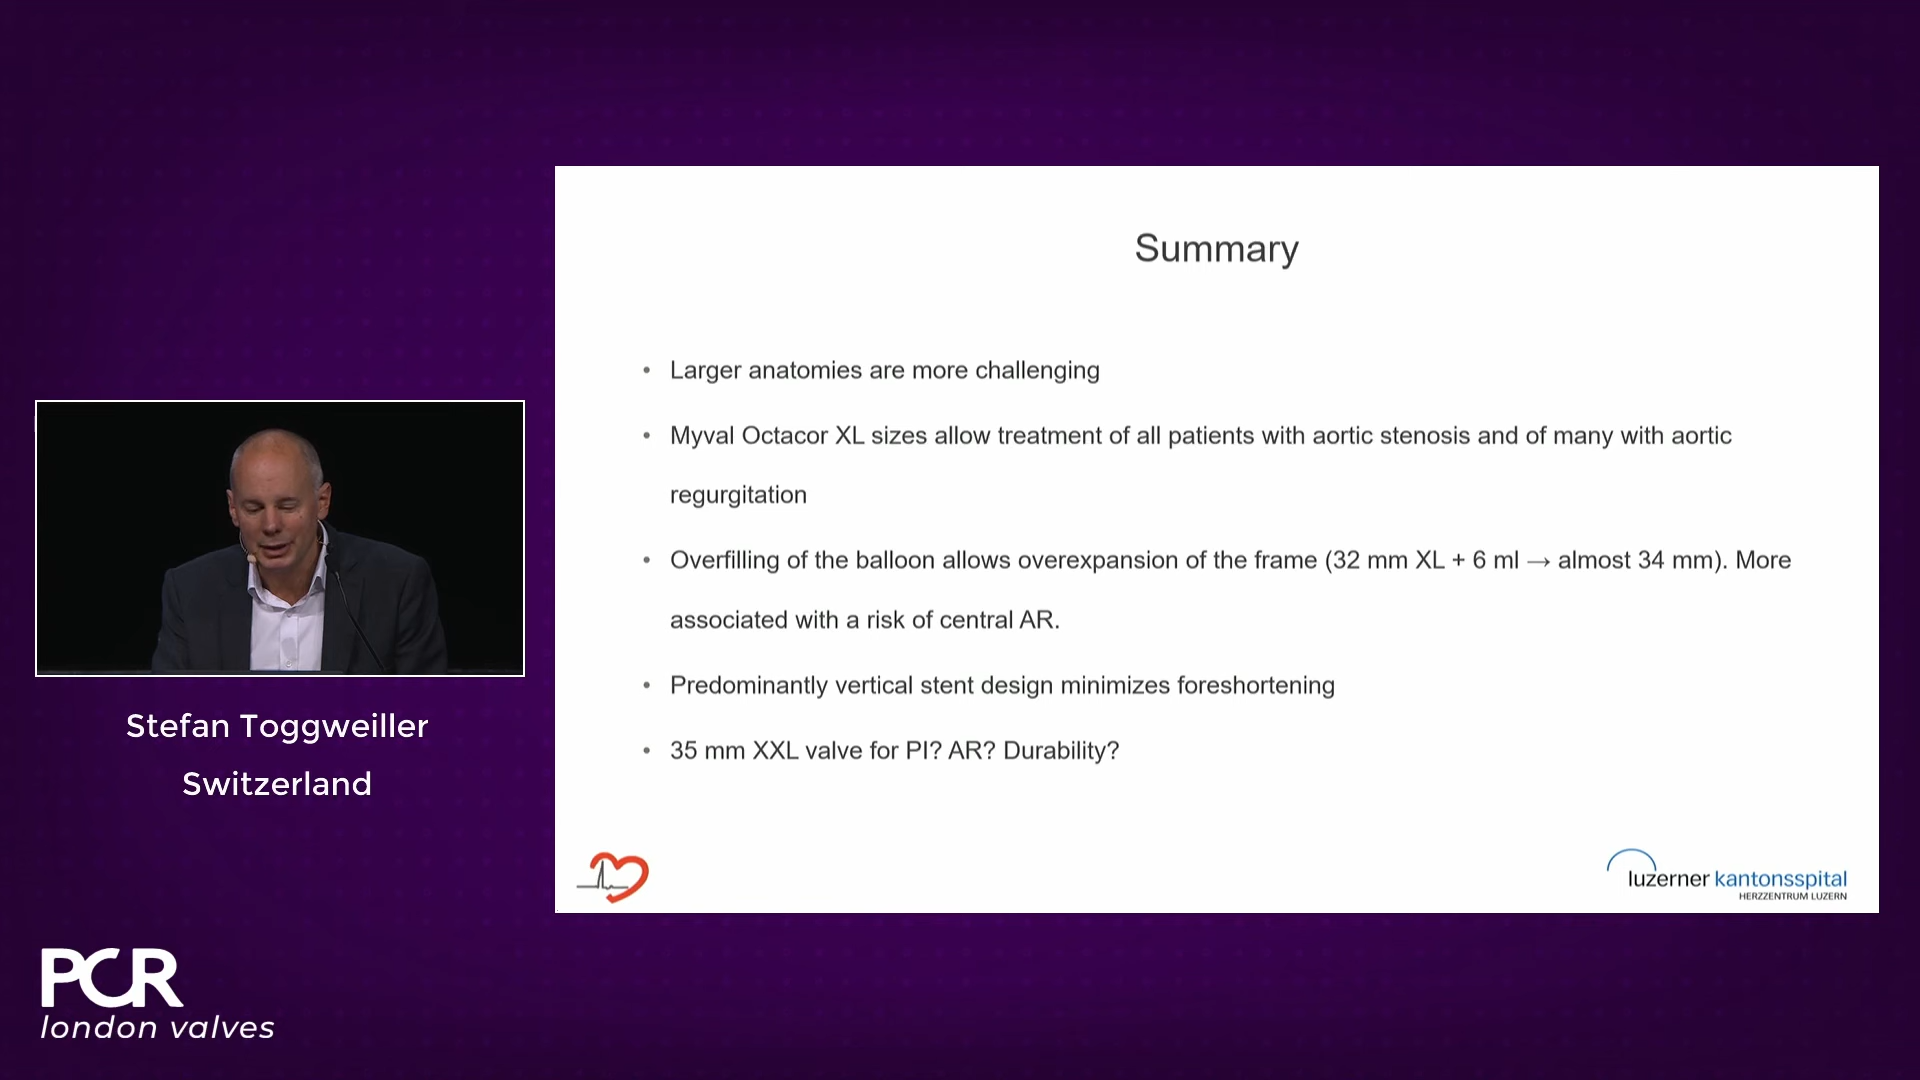 Summary
• Larger anatomies are more challenging
• Myval Octacor XL sizes allow treatment of all patients with aortic stenosis and of many with aortic
regurgitation
• Overfilling of the balloon allows overexpansion of the frame (32 mm XL + 6 ml → almost 34 mm). More
associated with a risk of central AR.
• Predominantly vertical stent design minimizes foreshortening
• 35 mm XXL valve for PI? AR? Durability?
luzerner kantonsspital
HERZZENTRUM LUZERN
Stefan Toggweiller
Switzerland
PCR
london valves